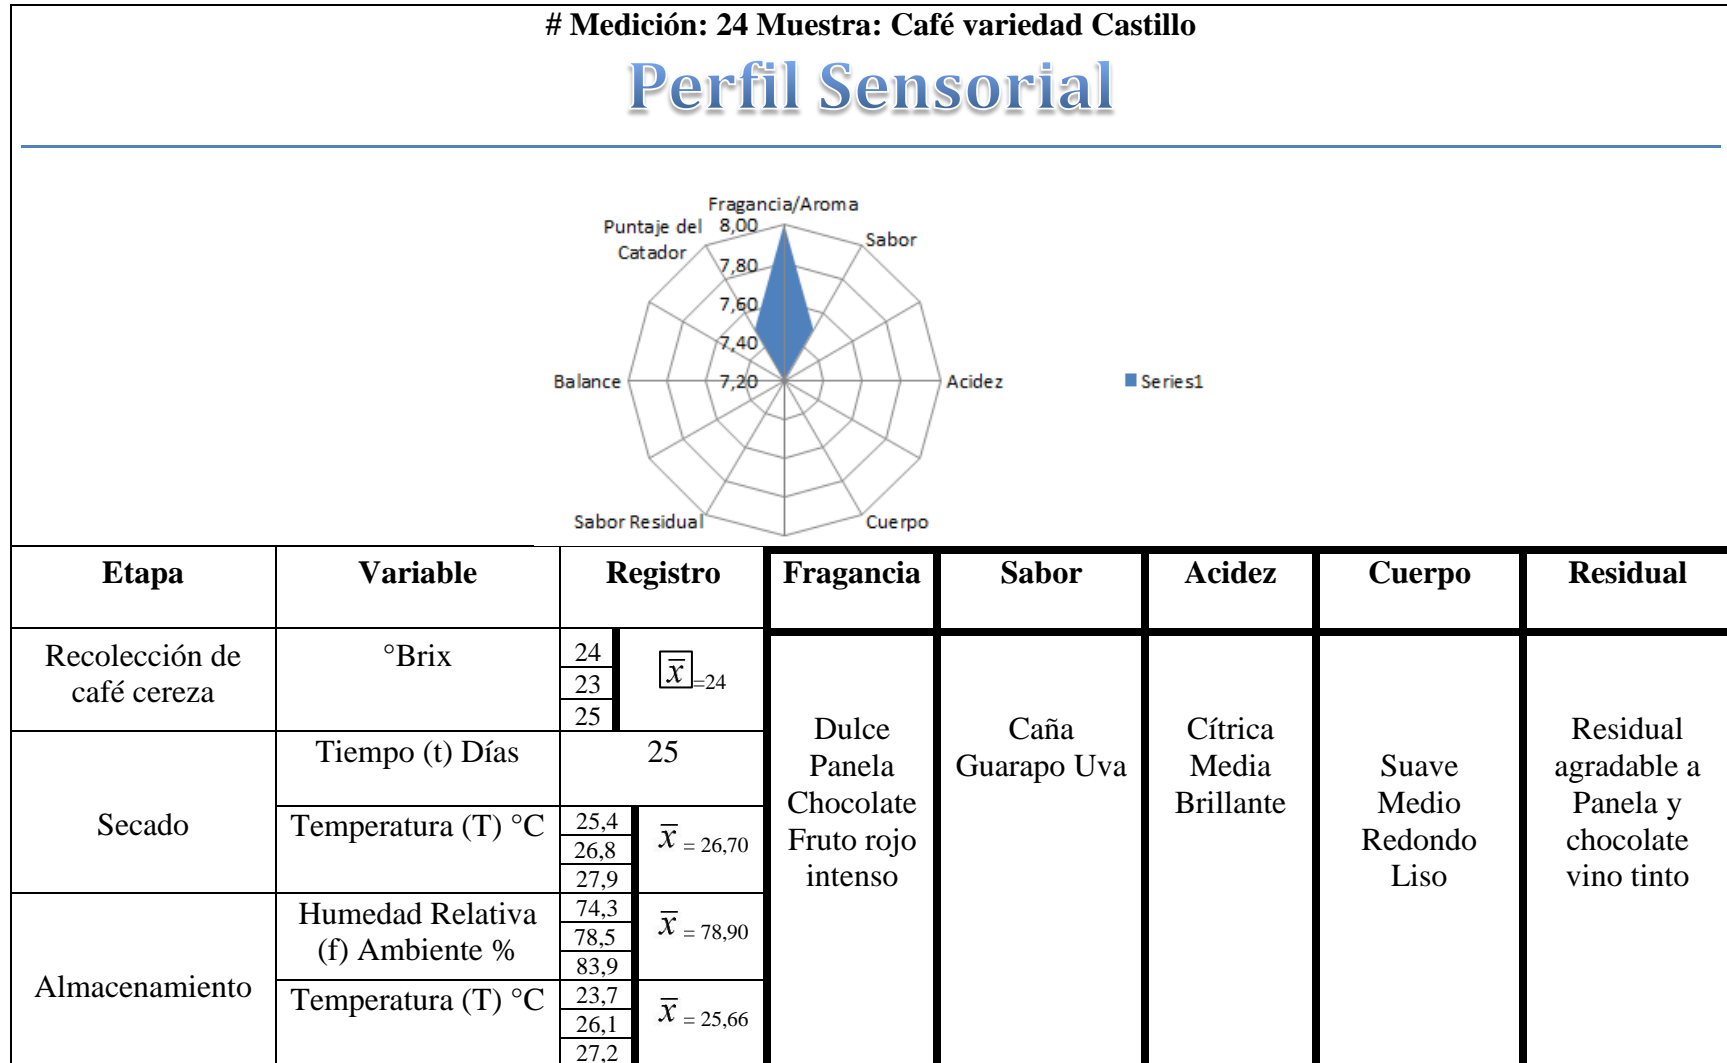 # Medición: 24 Muestra: Café variedad Castillo
Perfil Sensorial
Fragancia/Aroma
Puntaje del
Catador
8,00
Sabor
7,80
7,60
7,40
Balance
7,20
Acidez
Series1
Sabor Residual
Cuerpo
Etapa Variable Registro Fragancia Sabor Acidez Cuerpo Residual
Recolección de
café cereza
°Brix
24
23
25
x̅ =24
Secado
Tiempo (t) Días
25
Temperatura (T) °C
25,4
26,8
27,9
x̅ = 26,70
Almacenamiento
Humedad Relativa
(f) Ambiente %
74,3
78,5
83,9
x̅ = 78,90
Temperatura (T) °C
23,7
26,1
27,2
x̅ = 25,66
Dulce
Panela
Chocolate
Fruto rojo
intenso
Caña
Guarapo Uva
Cítrica
Media
Brillante
Suave
Medio
Redondo
Liso
Residual
agradable a
Panela y
chocolate
vino tinto